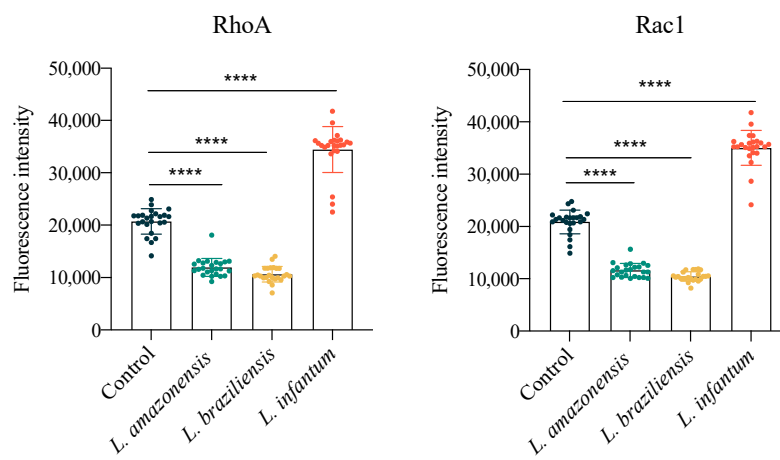 RhoA
Fluorescence intensity
50,000
40,000
30,000
20,000
10,000
0
****
****
****
Control
L. amazonensis
L. braziliensis
L. infantum
Rac1
Fluorescence intensity
50,000
40,000
30,000
20,000
10,000
0
****
****
****
Control
L. amazonensis
L. braziliensis
L. infantum